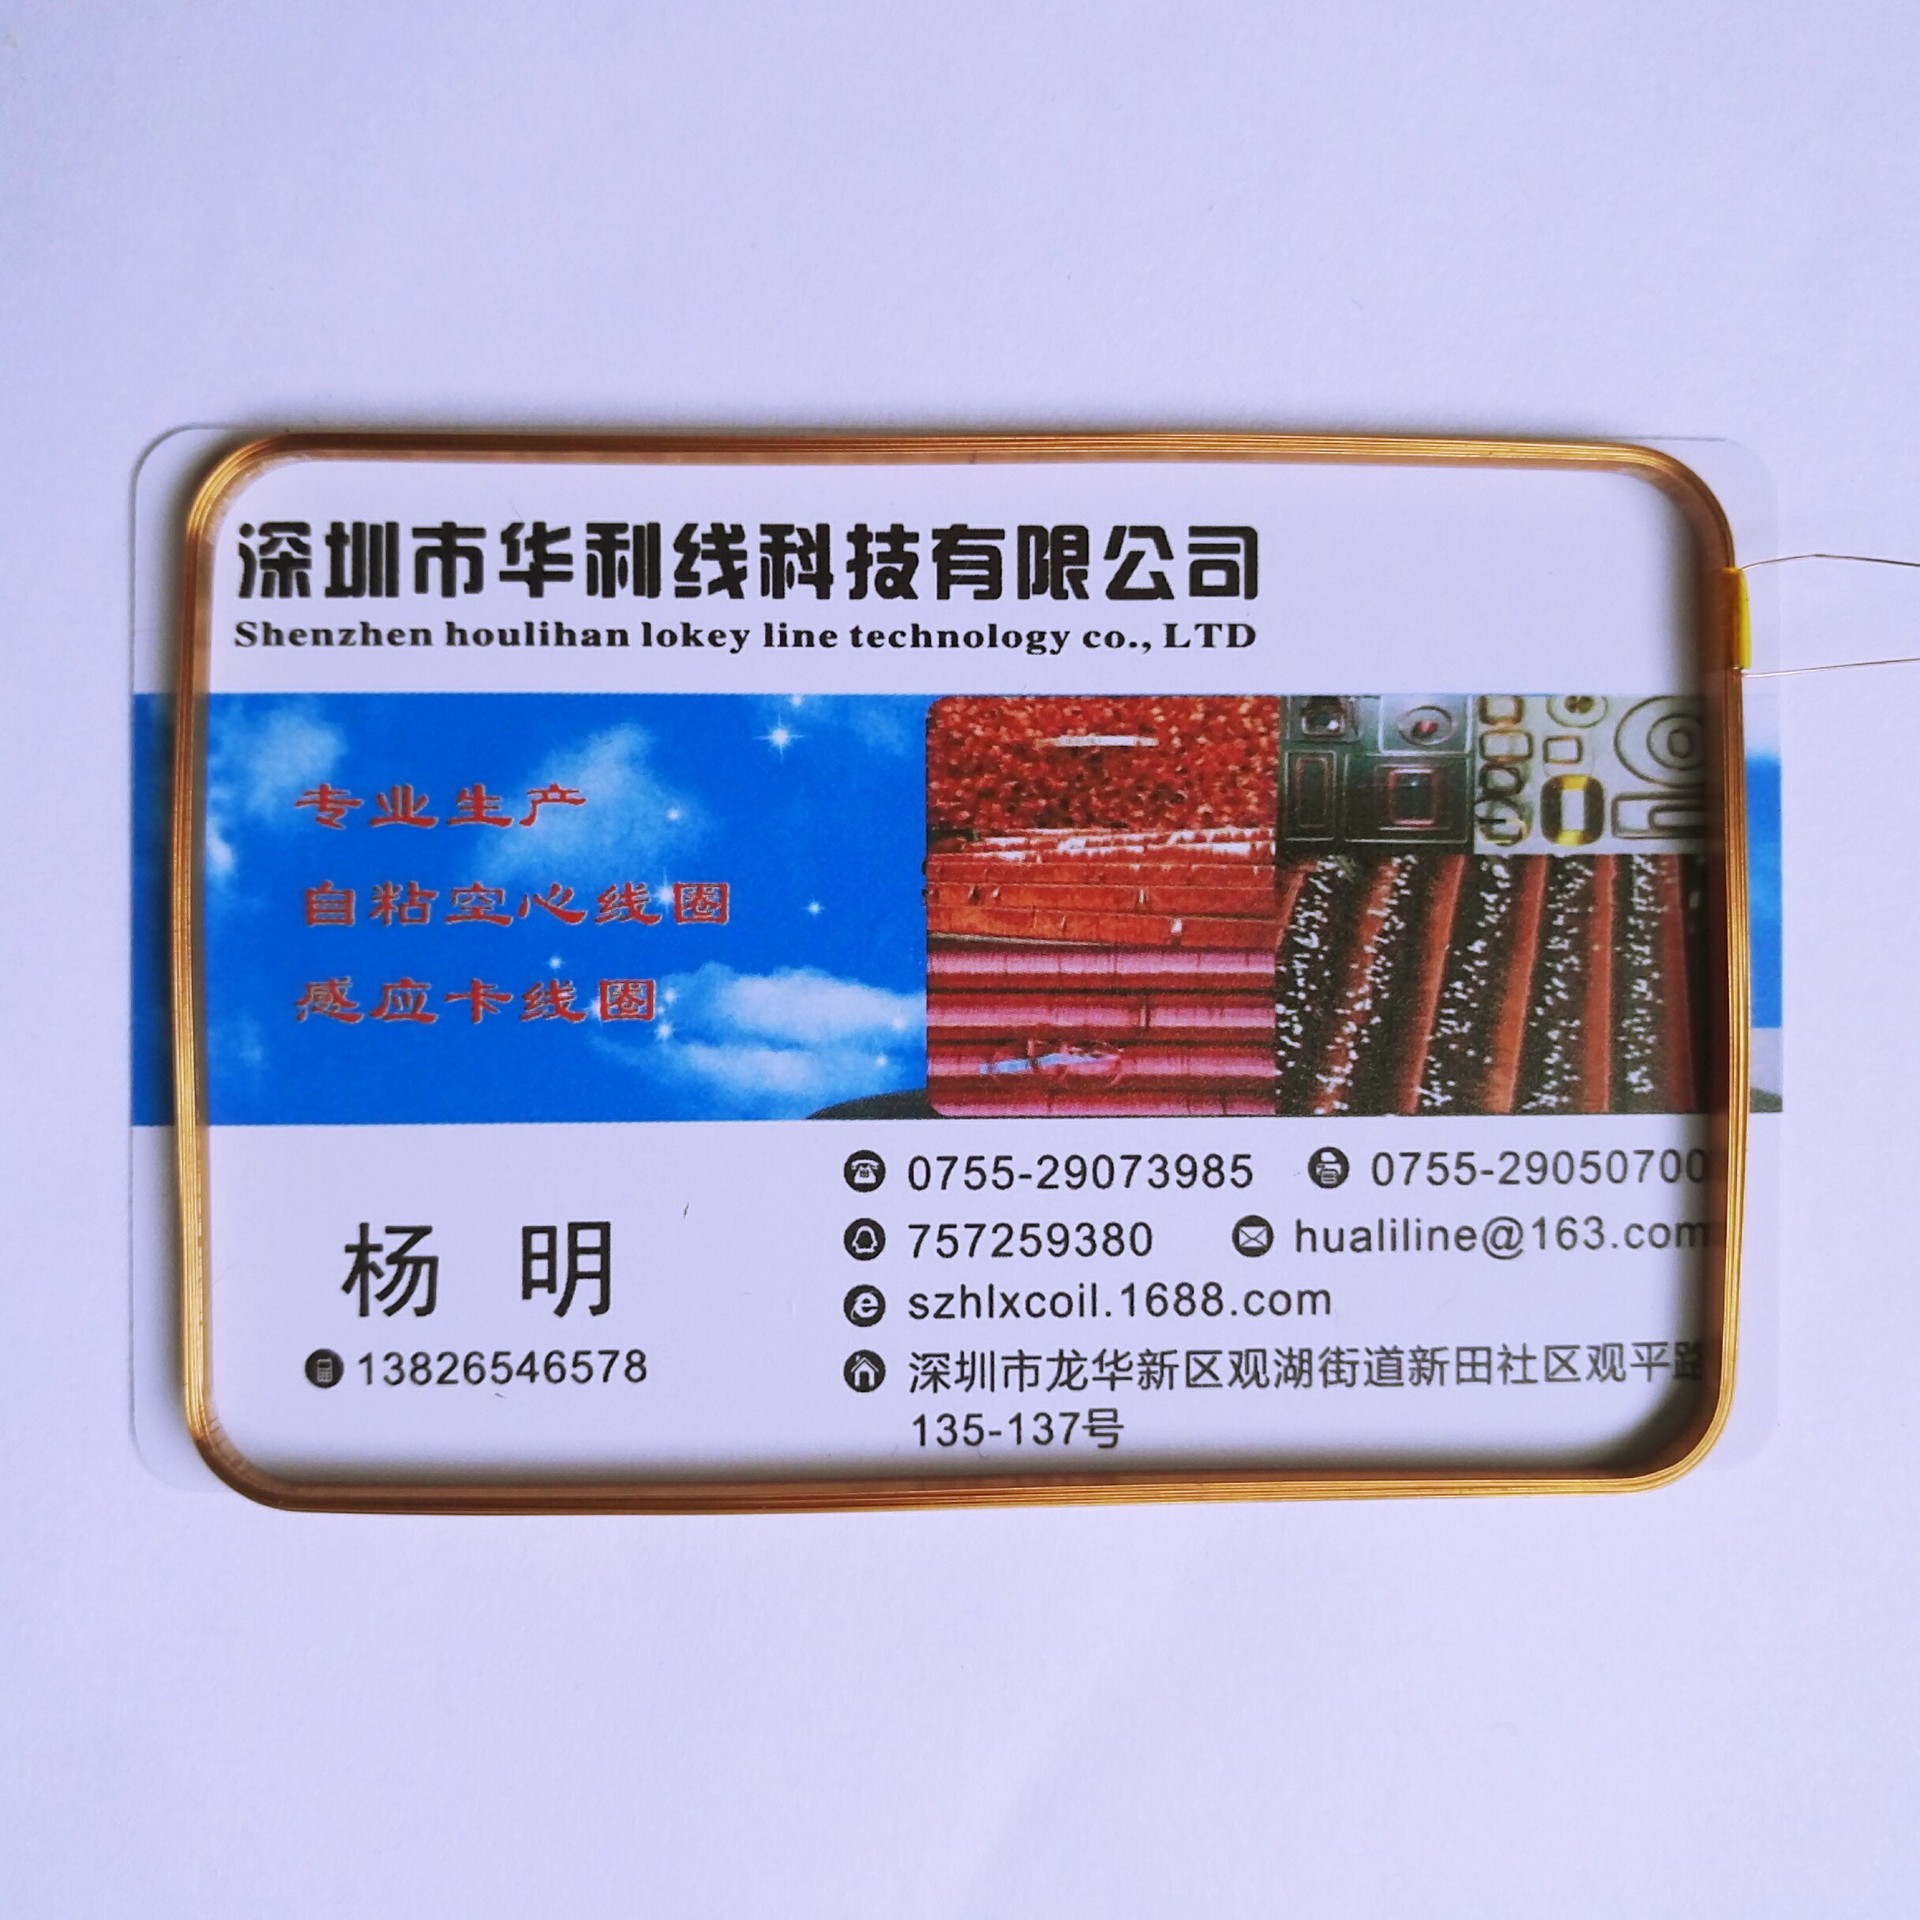 深圳市华利线科技有限公司
Shenzhen houlihan lokey line technology co., LTD
专业生产
自粘空心线圈
感应卡线圈
杨 明
13826546578
0755-29073985 0755-29050700
757259380 hualiline@163.com
szhlxcoil.1688.com
深圳市龙华新区观湖街道新田社区观平路
135-137号